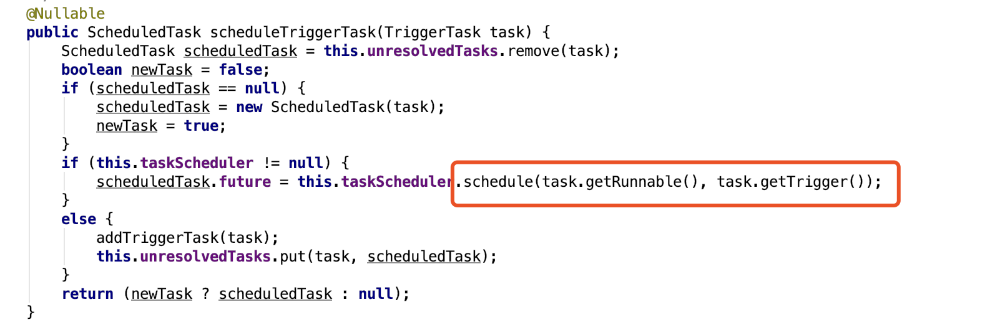 @Nullable
public ScheduledTask scheduleTriggerTask(TriggerTask task) {
    ScheduledTask scheduledTask = this.unresolvedTasks.remove(task);
    boolean newTask = false;
    if (scheduledTask == null) {
        scheduledTask = new ScheduledTask(task);
        newTask = true;
    }
    if (this.taskScheduler != null) {
        scheduledTask.future = this.taskScheduler.schedule(task.getRunnable(), task.getTrigger());
    }
    else {
        addTriggerTask(task);
        this.unresolvedTasks.put(task, scheduledTask);
    }
    return (newTask ? scheduledTask : null);
}